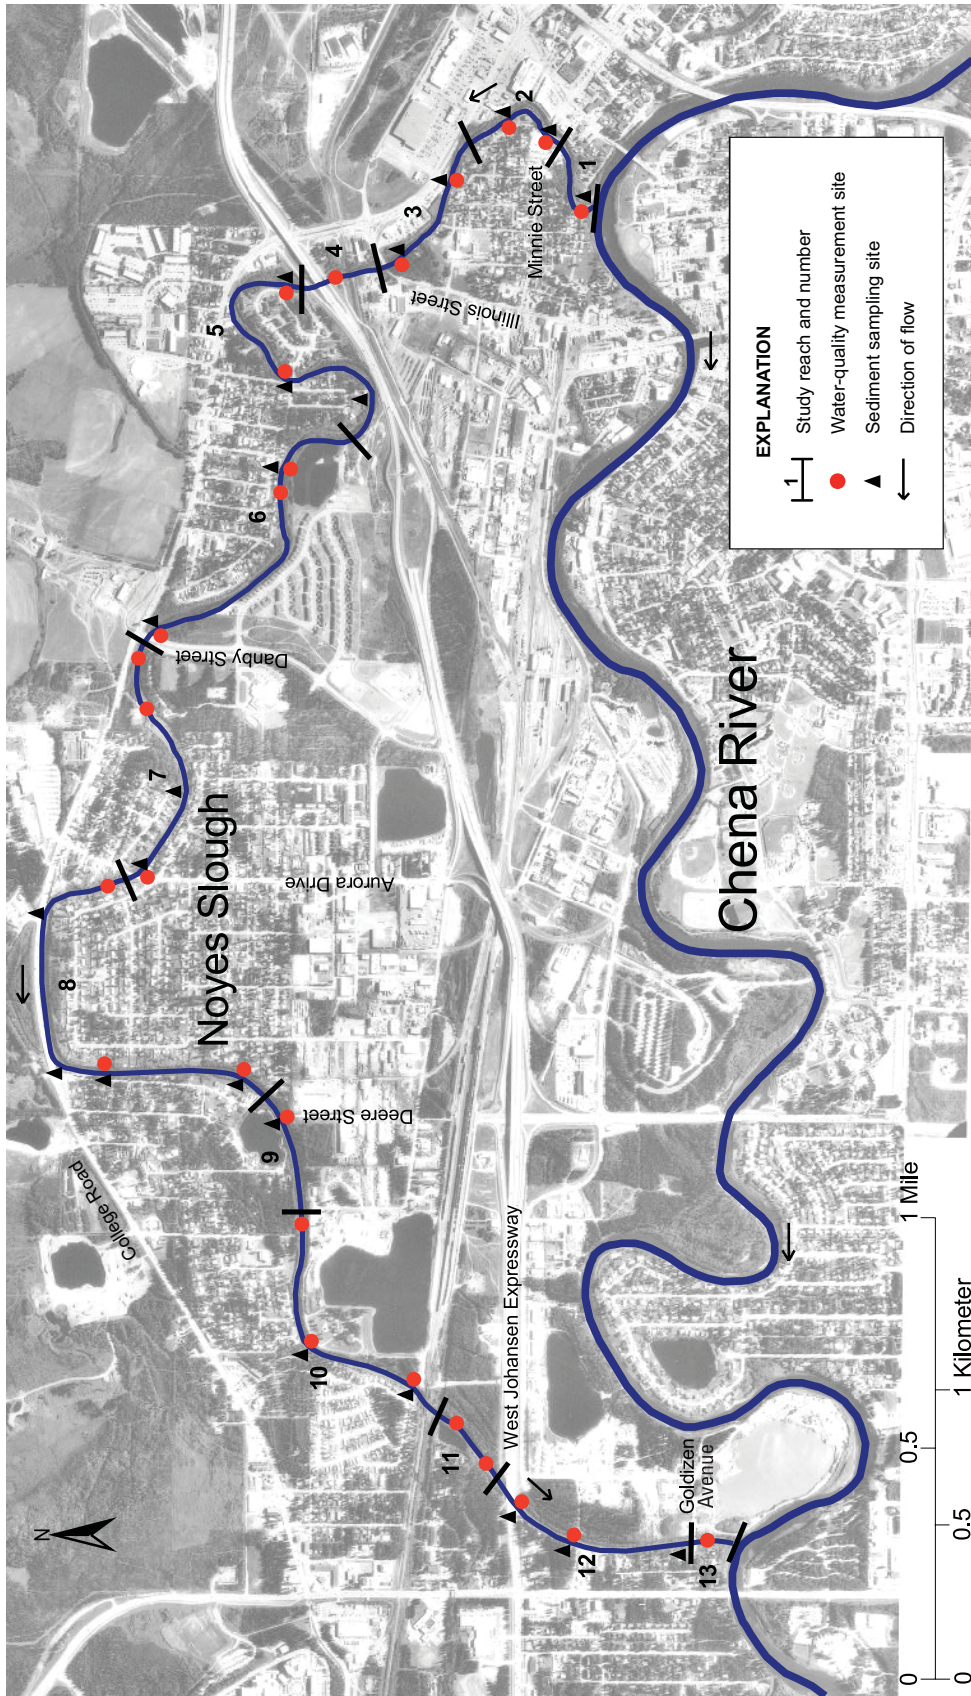 N
College Road
Noyes Slough
Chena River
Danby Street
Aurora Drive
Deere Street
Illinois Street
Minnie Street
West Johansen Expressway
Goldizen
Avenue
1
2
3
4
5
6
7
8
9
10
11
12
13
EXPLANATION
1
Study reach and number
Water-quality measurement site
Sediment sampling site
Direction of flow
0
0.5
1 Mile
0
0.5
1 Kilometer